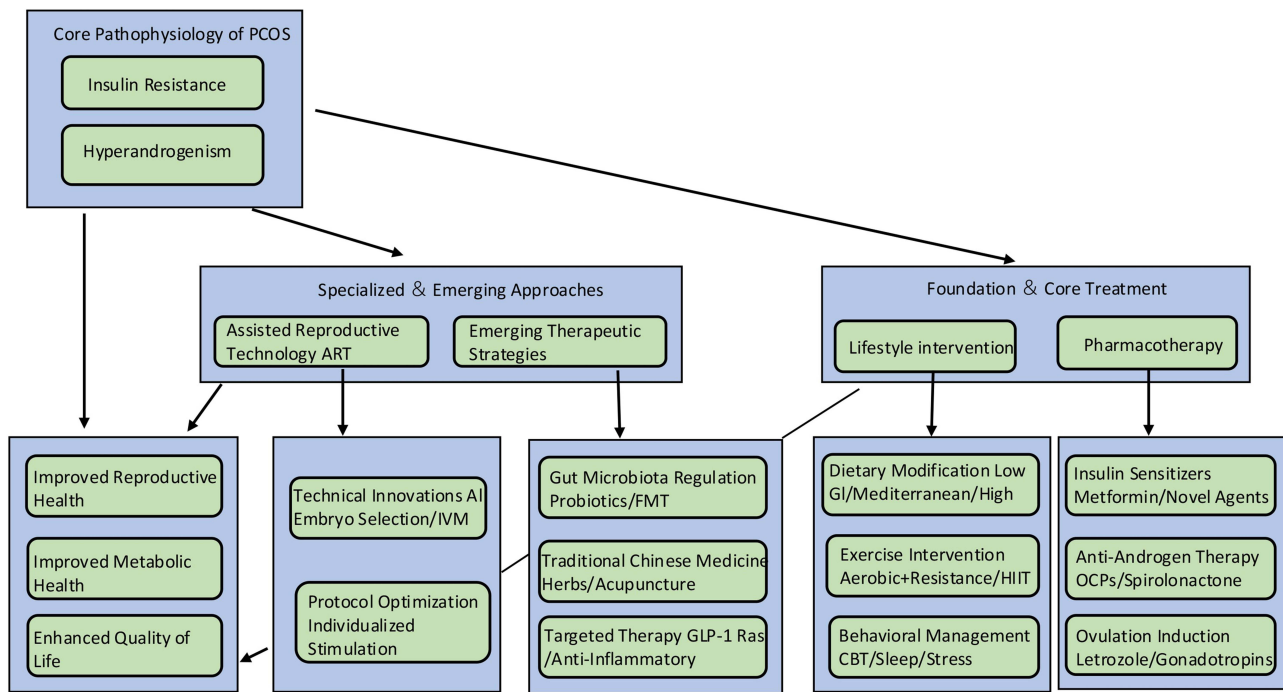 Core Pathophysiology of PCOS
Insulin Resistance
Hyperandrogenism
Specialized & Emerging Approaches
Assisted Reproductive
Technology ART
Emerging Therapeutic
Strategies
Foundation & Core Treatment
Lifestyle intervention
Pharmacotherapy
Improved Reproductive
Health
Improved Metabolic
Health
Enhanced Quality of
Life
Technical Innovations AI
Embryo Selection/IVM
Protocol Optimization
Individualized
Stimulation
Gut Microbiota Regulation
Probiotics/FMT
Traditional Chinese Medicine
Herbs/Acupuncture
Targeted Therapy GLP-1 Ras
/Anti-Inflammatory
Dietary Modification Low
Gl/Mediterranean/High
Exercise Intervention
Aerobic+Resistance/HIIT
Behavioral Management
CBT/Sleep/Stress
Insulin Sensitizers
Metformin/Novel Agents
Anti-Androgen Therapy
OCPs/Spirolonactone
Ovulation Induction
Letrozole/Gonadotropins